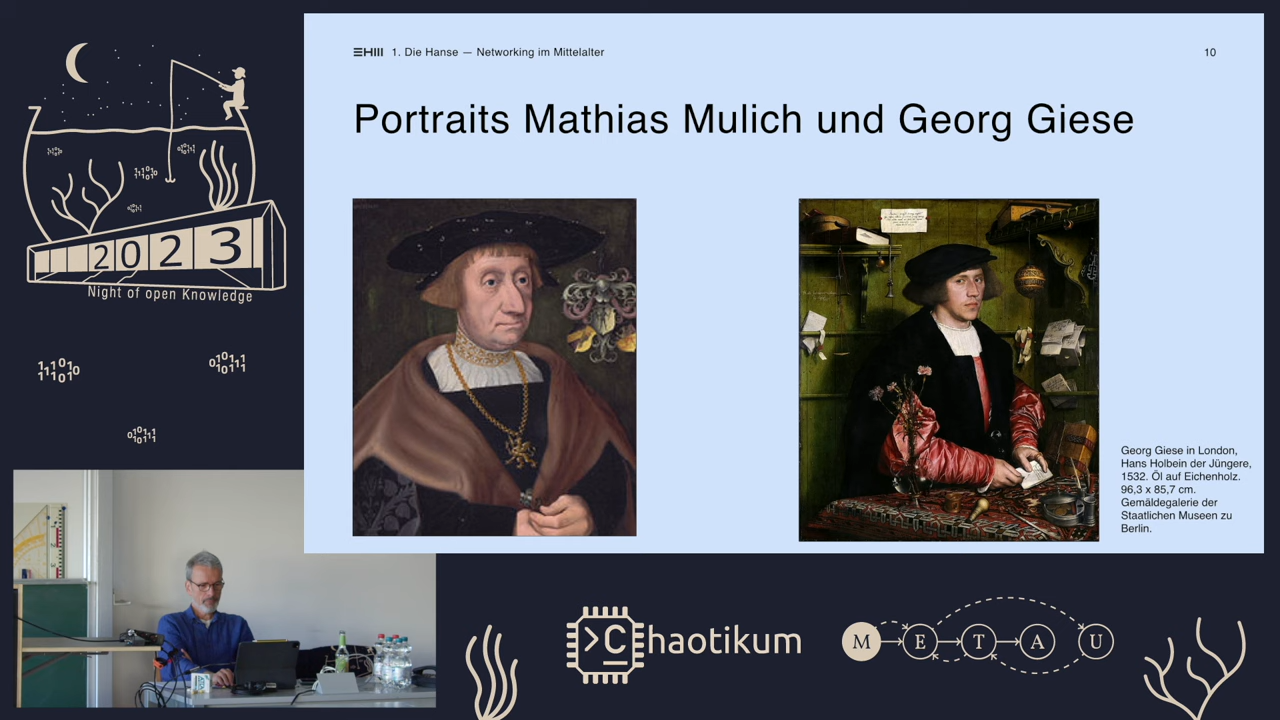 1. Die Hanse — Networking im Mittelalter
10
Portraits Mathias Mulich und Georg Giese
Georg Giese in London,
Hans Holbein der Jüngere,
1532. Öl auf Eichenholz.
96,3 x 85,7 cm.
Gemäldegalerie der
Staatlichen Museen zu
Berlin.
2023
Night of open Knowledge
>Chaotikum
M E T A U